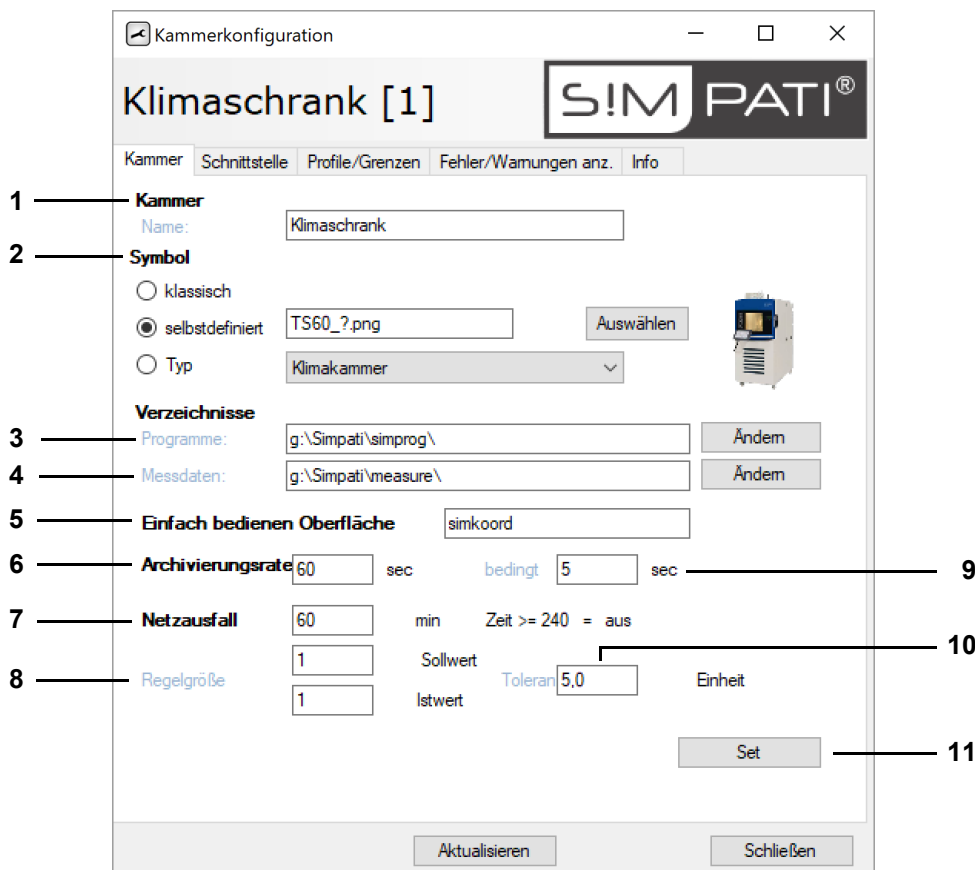 Kammerkonfiguration
Klimaschrank [1]
S!MPATI®
Kammer Schnittstelle Profile/Grenzen Fehler/Warnungen anz. Info
1 Kammer
Name: Klimaschrank
2 Symbol
klassisch
selbstdefiniert TS60_?.png Auswählen
Typ Klimakammer
Verzeichnisse
3 Programme: g:\Simpati\simprog\ Ändern
4 Messdaten: g:\Simpati\measure\ Ändern
5 Einfach bedienen Oberfläche simkoord
6 Archivierungsrate 60 sec bedingt 5 sec 9
7 Netzausfall 60 min Zeit >= 240 = aus
10
8 Regelgröße 1 Sollwert Toleran 5,0 Einheit
1 Istwert
Set 11
Aktualisieren Schließen